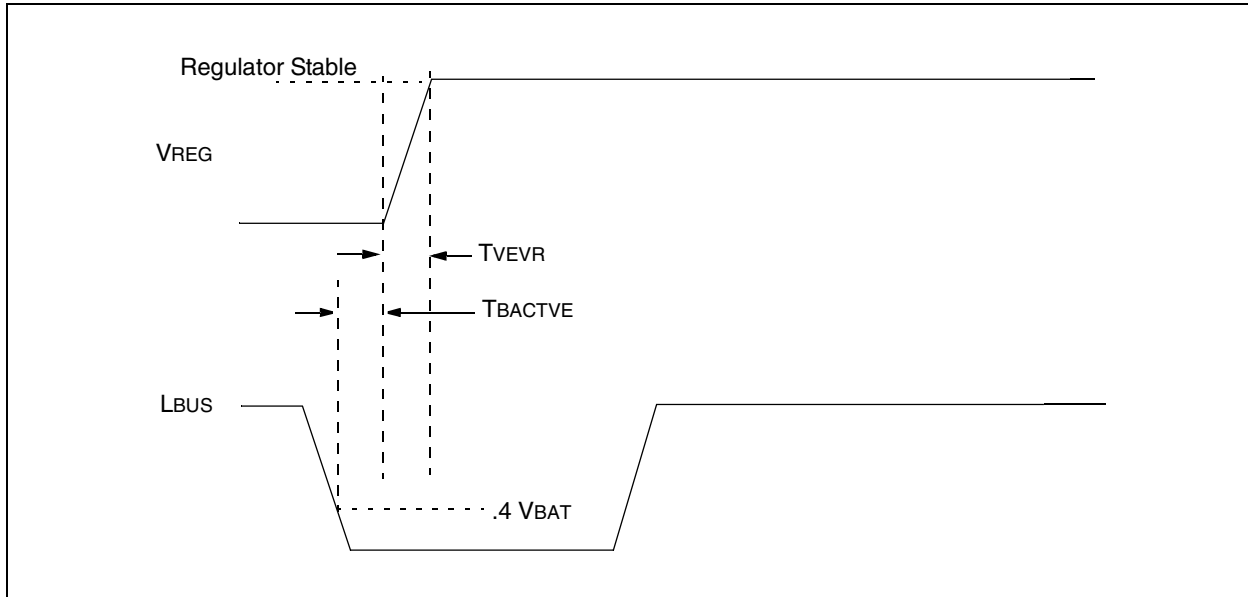 Regulator Stable
VREG
TVEVR
TBACTVE
LBUS
.4 VBAT